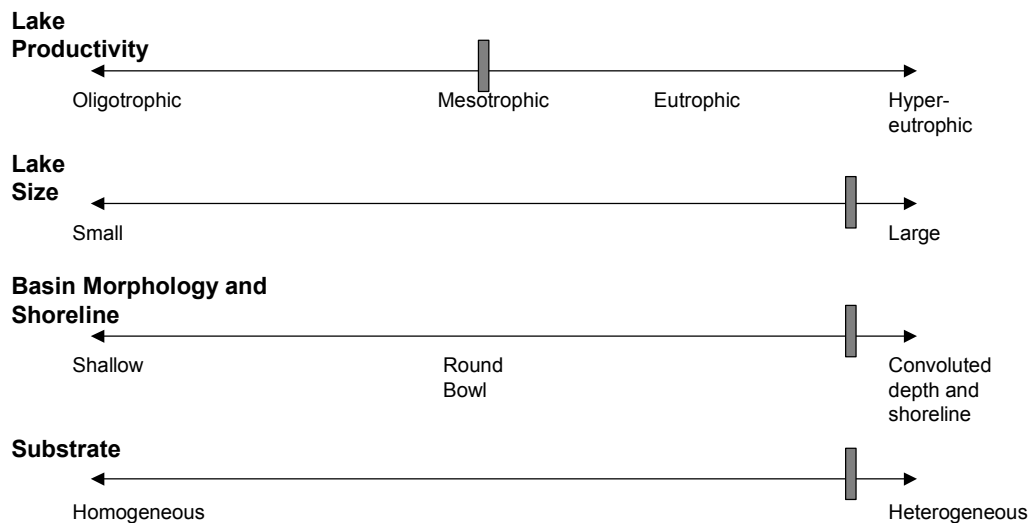 Lake
Productivity
Oligotrophic Mesotrophic Eutrophic Hyper-
eutrophic
Lake
Size
Small Large
Basin Morphology and
Shoreline
Shallow Round Convoluted
Bowl depth and
shoreline
Substrate
Homogeneous Heterogeneous